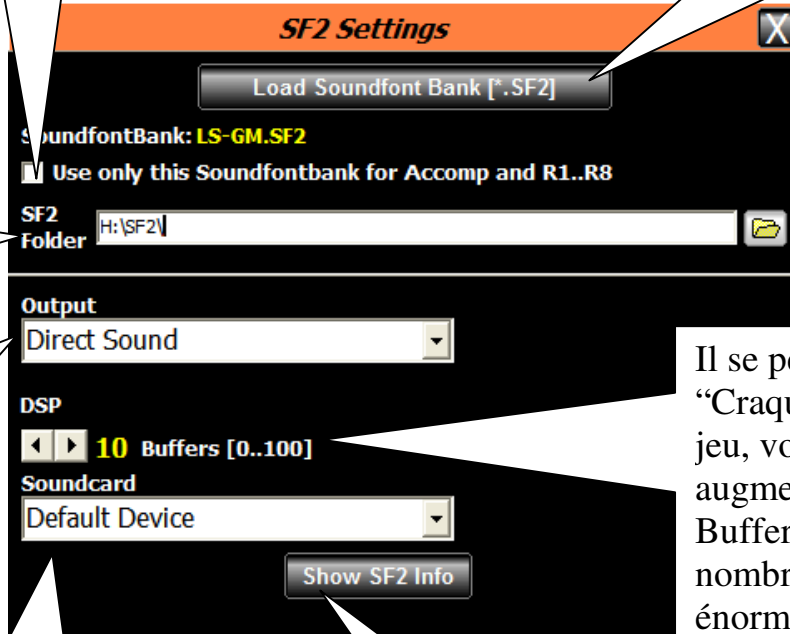 SF2 Settings
X
Load Soundfont Bank [*.SF2]
SoundfontBank: LS-GM.SF2
Use only this Soundfontbank for Accomp and R1..R8
SF2
Folder
H:\SF2\
Output
Direct Sound
DSP
10 Buffers [0..100]
Soundcard
Default Device
Show SF2 Info
Il se
“Craqu
jeu, vo
augme
Buffer
nombr
énorm